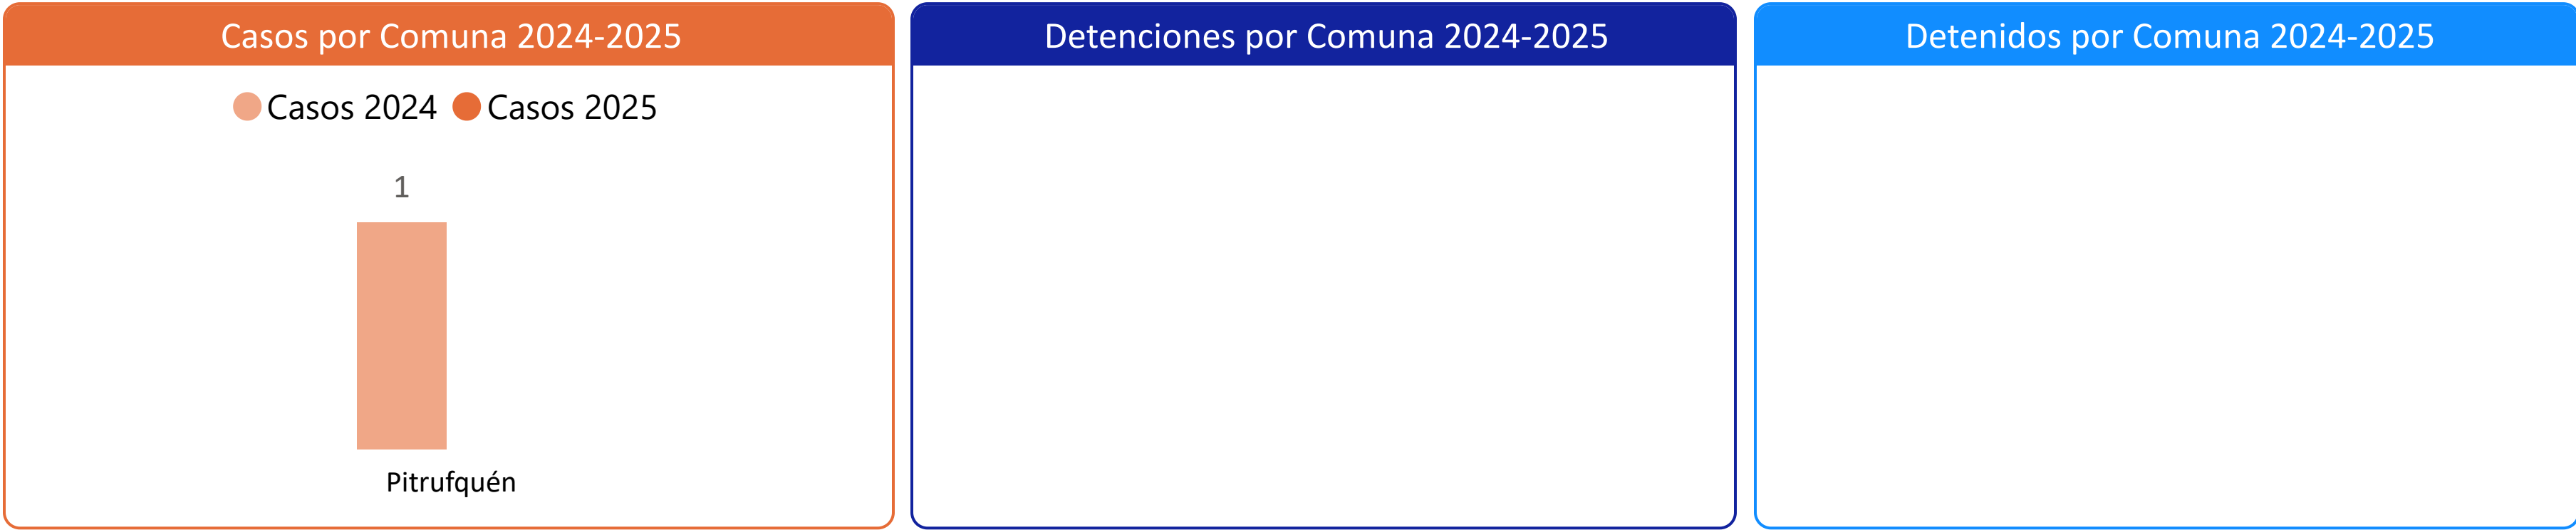 Casos por Comuna 2024-2025
Casos 2024 Casos 2025
1
Pitrufquén
Detenciones por Comuna 2024-2025
Detenidos por Comuna 2024-2025